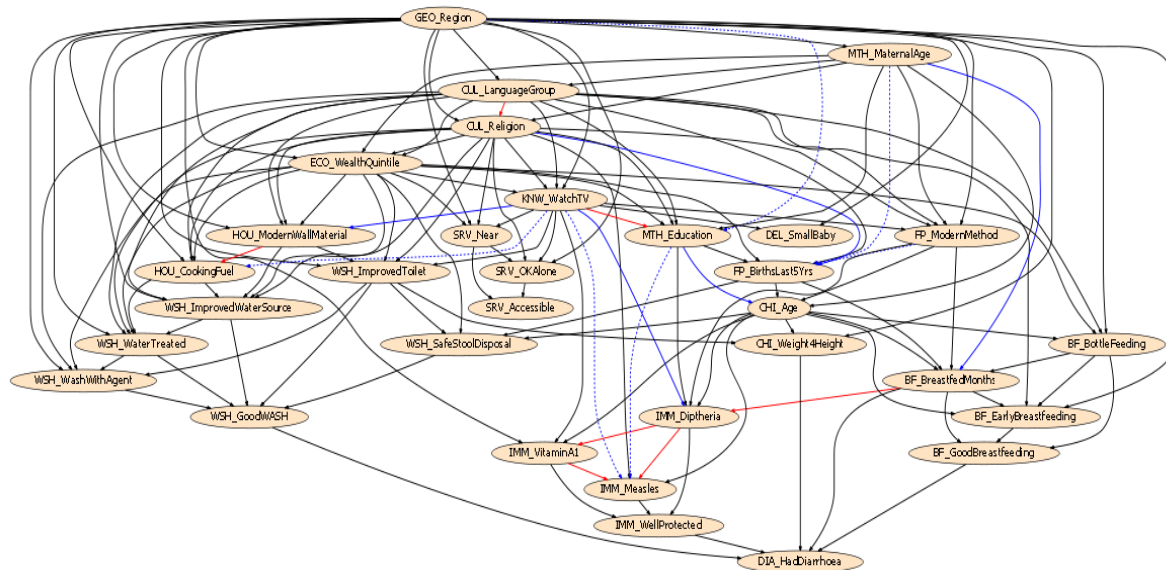 GEO_Region
MTH_MaternalAge
CUL_LanguageGroup
CUL_Religion
ECO_WealthQuintile
KNW_WatchTV
HOU_ModernWallMaterial
SRV_Near
MTH_Education
DEL_SmallBaby
FP_ModernMethod
HOU_CookingFuel
WSH_ImprovedToilet
SRV_OKAlone
FP_BirthsLast5Yrs
WSH_ImprovedWaterSource
SRV_Accessible
CHI_Age
WSH_WaterTreated
WSH_SafeStoolDisposal
CHI_Weight4Height
BF_BottleFeeding
WSH_WashWithAgent
BF_BreastfedMonths
WSH_GoodWASH
IMM_Diptheria
BF_EarlyBreastfeeding
IMM_VitaminA1
BF_GoodBreastfeeding
IMM_Measles
IMM_WellProtected
DIA_HadDiarrhoea